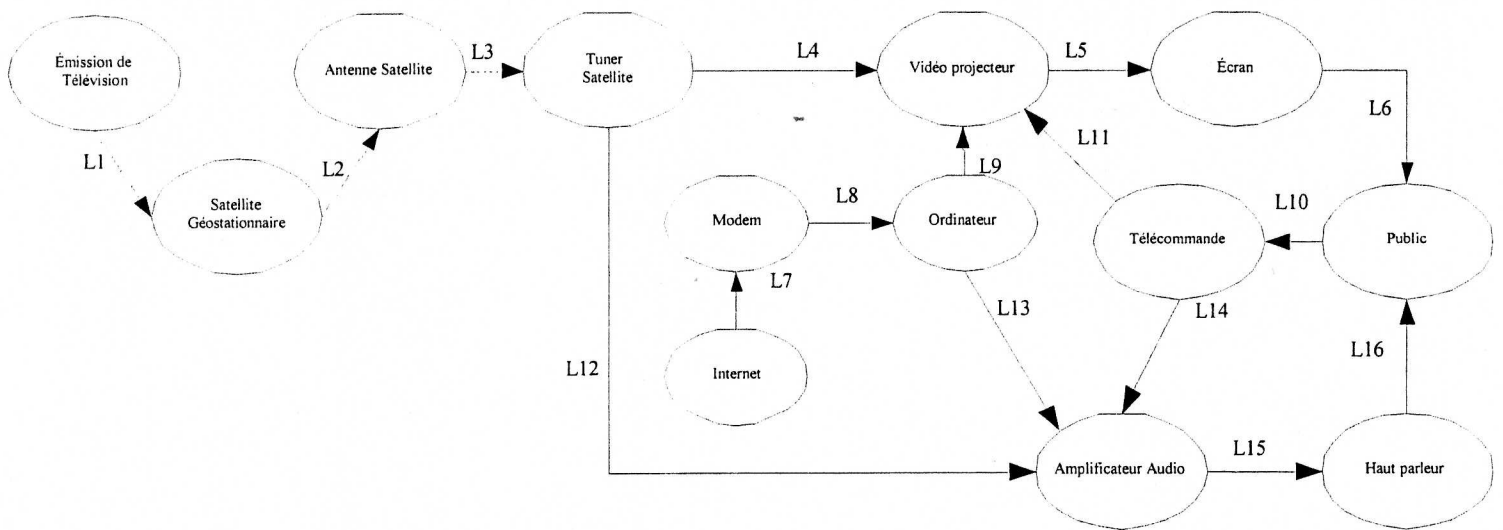 Émission de
Télévision
Antenne Satellite
L3
Tuner
Satellite
L4
Vidéo projecteur
L5
Écran
L6
L1
L2
Satellite
Géostationnaire
L11
L9
Modem
L8
Ordinateur
Télécommande
L10
Public
L7
L13
L14
L12
Internet
L16
Amplificateur Audio
L15
Haut parleur